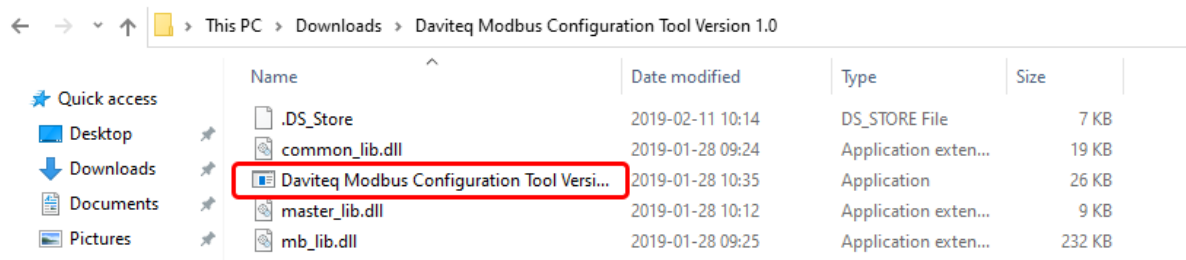 This PC > Downloads > Daviteq Modbus Configuration Tool Version 1.0
Name Date modified Type Size
Quick access
Desktop
Downloads
Documents
Pictures
.DS_Store 2019-02-11 10:14 DS_STORE File 7 KB
common_lib.dll 2019-01-28 09:24 Application exten... 19 KB
Daviteq Modbus Configuration Tool Versi... 2019-01-28 10:35 Application 26 KB
master_lib.dll 2019-01-28 10:12 Application exten... 9 KB
mb_lib.dll 2019-01-28 09:25 Application exten... 232 KB